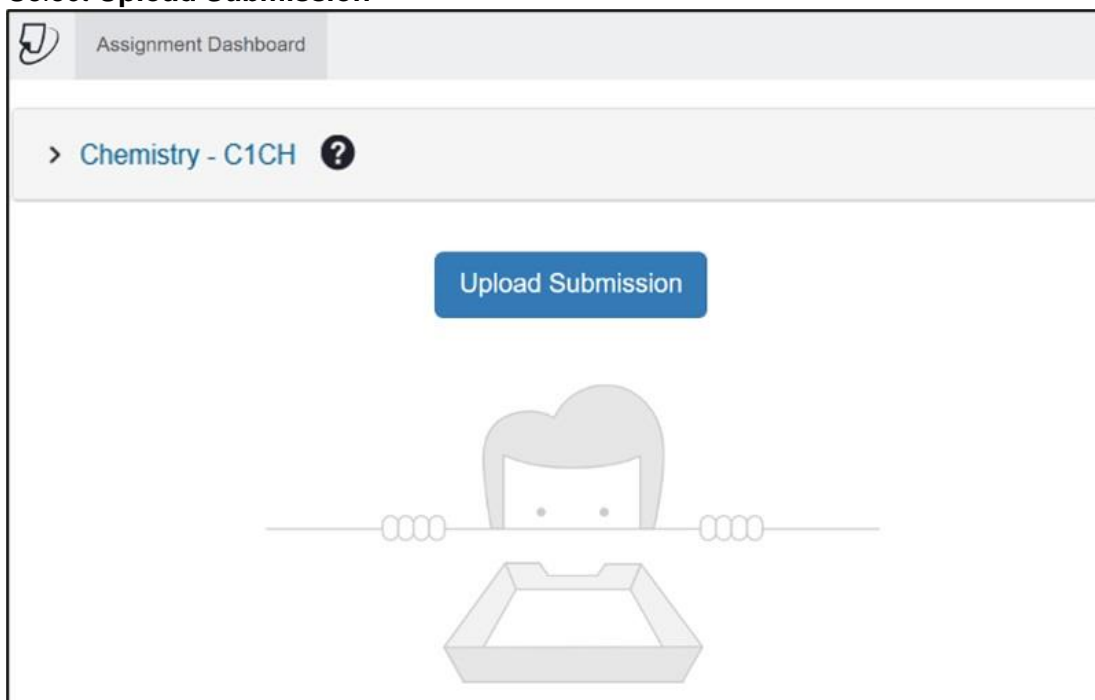 Select Upload Submission
Assignment Dashboard
> Chemistry - C1CH ?
Upload Submission